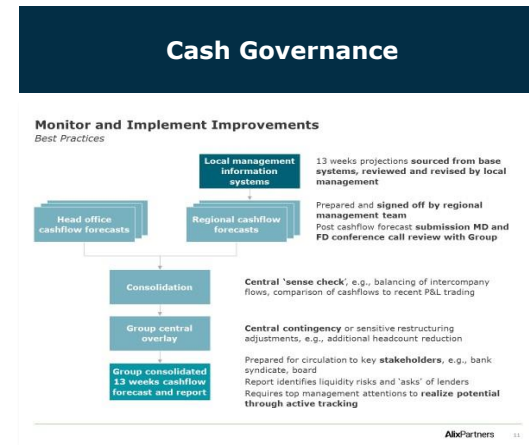 Cash Governance
Monitor and Implement Improvements
Best Practices
Local management
information
systems
13 weeks projections sourced from base
systems, reviewed and revised by local
management
Head office
cashflow forecasts
Regional cashflow
forecasts
Prepared and signed off by regional
management team
Post cashflow forecast submission MD and
FD conference call review with Group
Consolidation
Central ‘sense check’, e.g., balancing of intercompany
flows, comparison of cashflows to recent P&L trading
Group central
overlay
Central contingency or sensitive restructuring
adjustments, e.g., additional headcount reduction
Group consolidated
13 weeks cashflow
forecast and report
Prepared for circulation to key stakeholders, e.g., bank
syndicate, board
Report identifies liquidity risks and ‘asks’ of lenders
Requires top management attentions to realize potential
through active tracking
AlixPartners
11